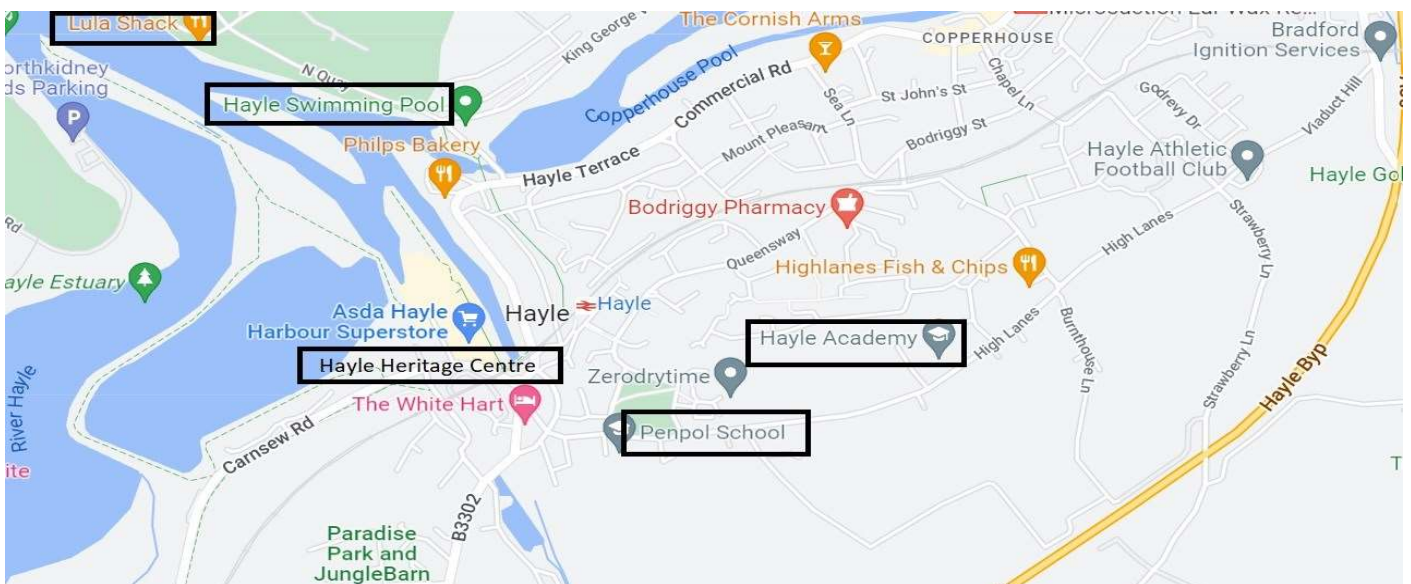 Lula Shack
The Cornish Arms
COPPERHOUSE
Bradford
Ignition Services
orthkidney
ds Parking
P
N Quay
King George
Copperhouse Pool
Commercial Rd
Sea Ln
St John's St
Chapel Ln
Godrevy Dr
Viaduct Hill
Hayle Swimming Pool
Philps Bakery
Mount Pleasant
Bodriggy St
Hayle Athletic
Football Club
Hayle Gol
Hayle Terrace
Rd
Bodriggy Pharmacy
Queensway
High Lanes
Strawberry Ln
ayle Estuary
Highlanes Fish & Chips
Asda Hayle
Harbour Superstore
Hayle
Hayle
Hayle Academy
High Lanes
Burnthouse Ln
Strawberry Ln
Hayle Byp
Hayle Heritage Centre
Zerodrytime
The White Hart
River Hayle
Carnsew Rd
Penpol School
ite
T
B3302
Paradise
Park and
JungleBarn